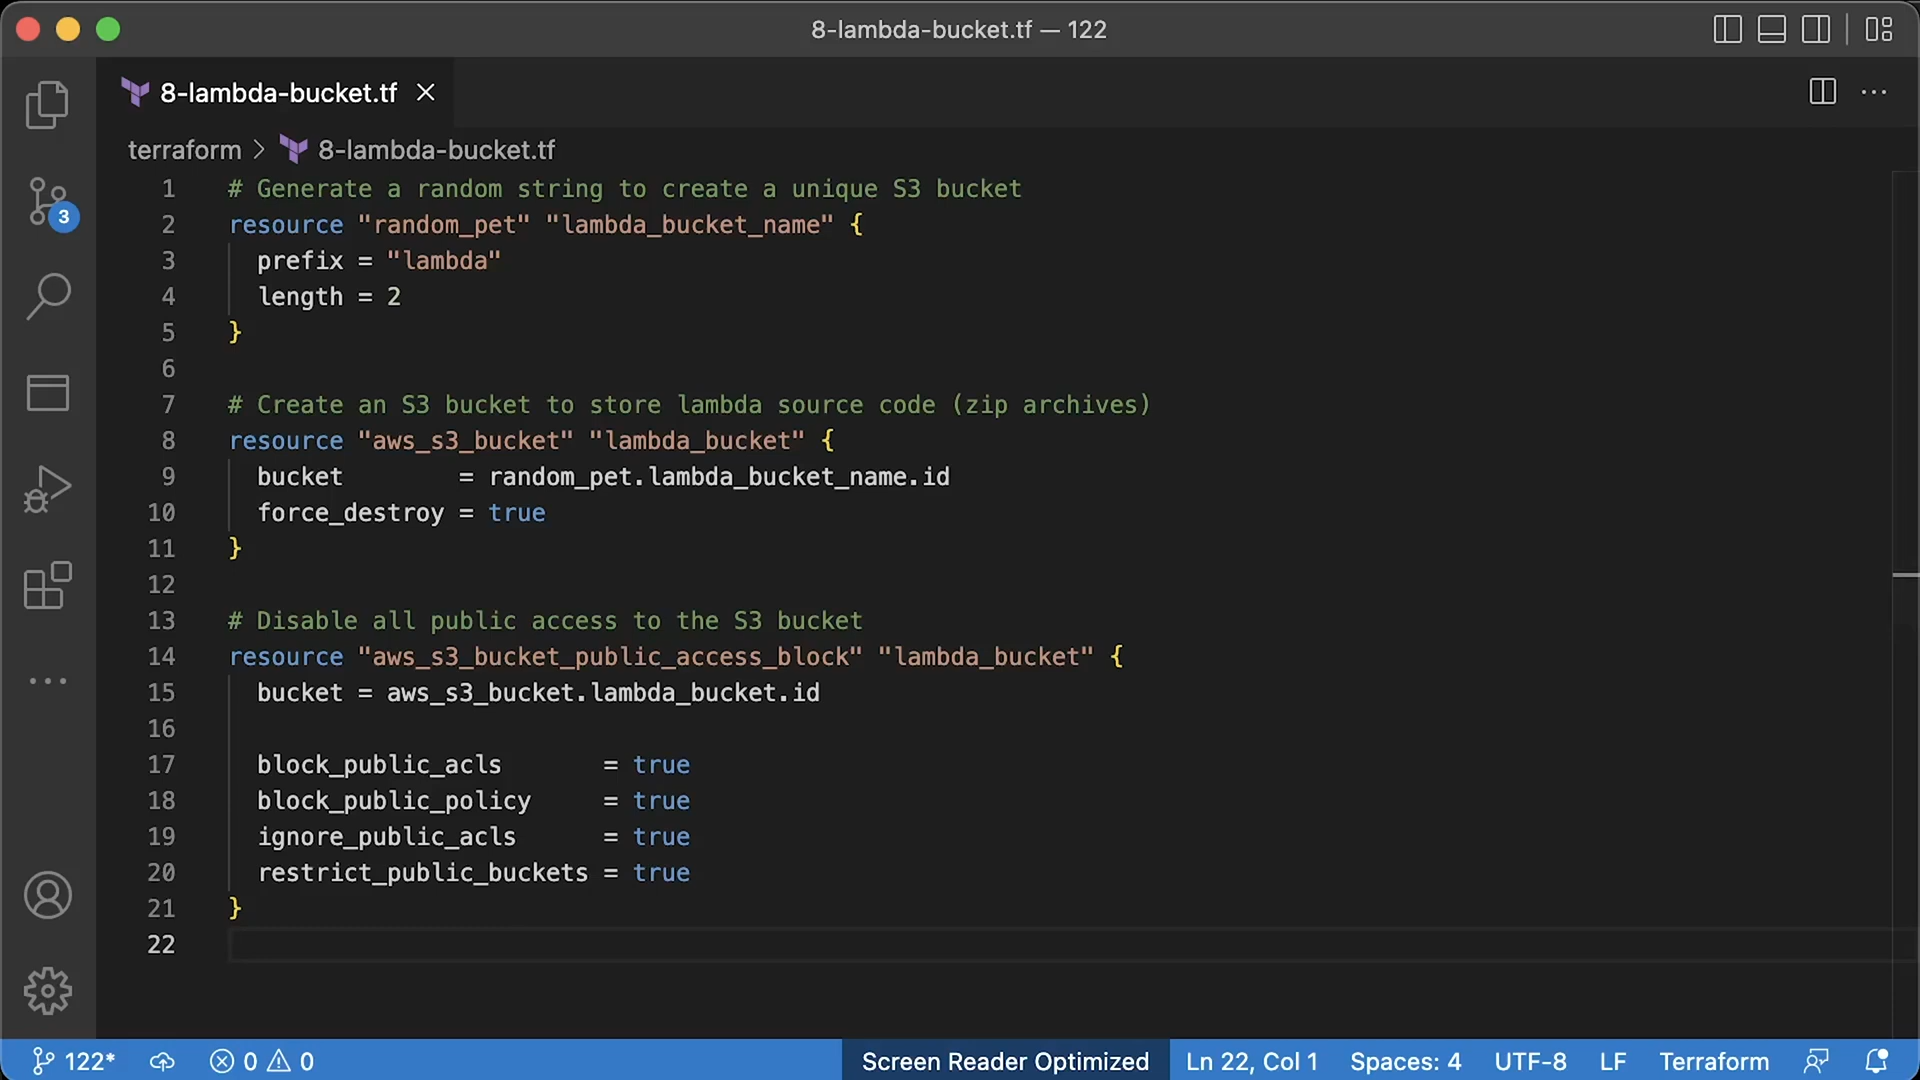 8-lambda-bucket.tf — 122
8-lambda-bucket.tf
terraform > 8-lambda-bucket.tf
3
1 # Generate a random string to create a unique S3 bucket
2 resource "random_pet" "lambda_bucket_name" {
3   prefix = "lambda"
4   length = 2
5 }
6
7 # Create an S3 bucket to store lambda source code (zip archives)
8 resource "aws_s3_bucket" "lambda_bucket" {
9   bucket        = random_pet.lambda_bucket_name.id
10   force_destroy = true
11 }
12
13 # Disable all public access to the S3 bucket
14 resource "aws_s3_bucket_public_access_block" "lambda_bucket" {
15   bucket = aws_s3_bucket.lambda_bucket.id
16
17   block_public_acls       = true
18   block_public_policy     = true
19   ignore_public_acls      = true
20   restrict_public_buckets = true
21 }
22
122* 0 0 Screen Reader Optimized Ln 22, Col 1 Spaces: 4 UTF-8 LF Terraform